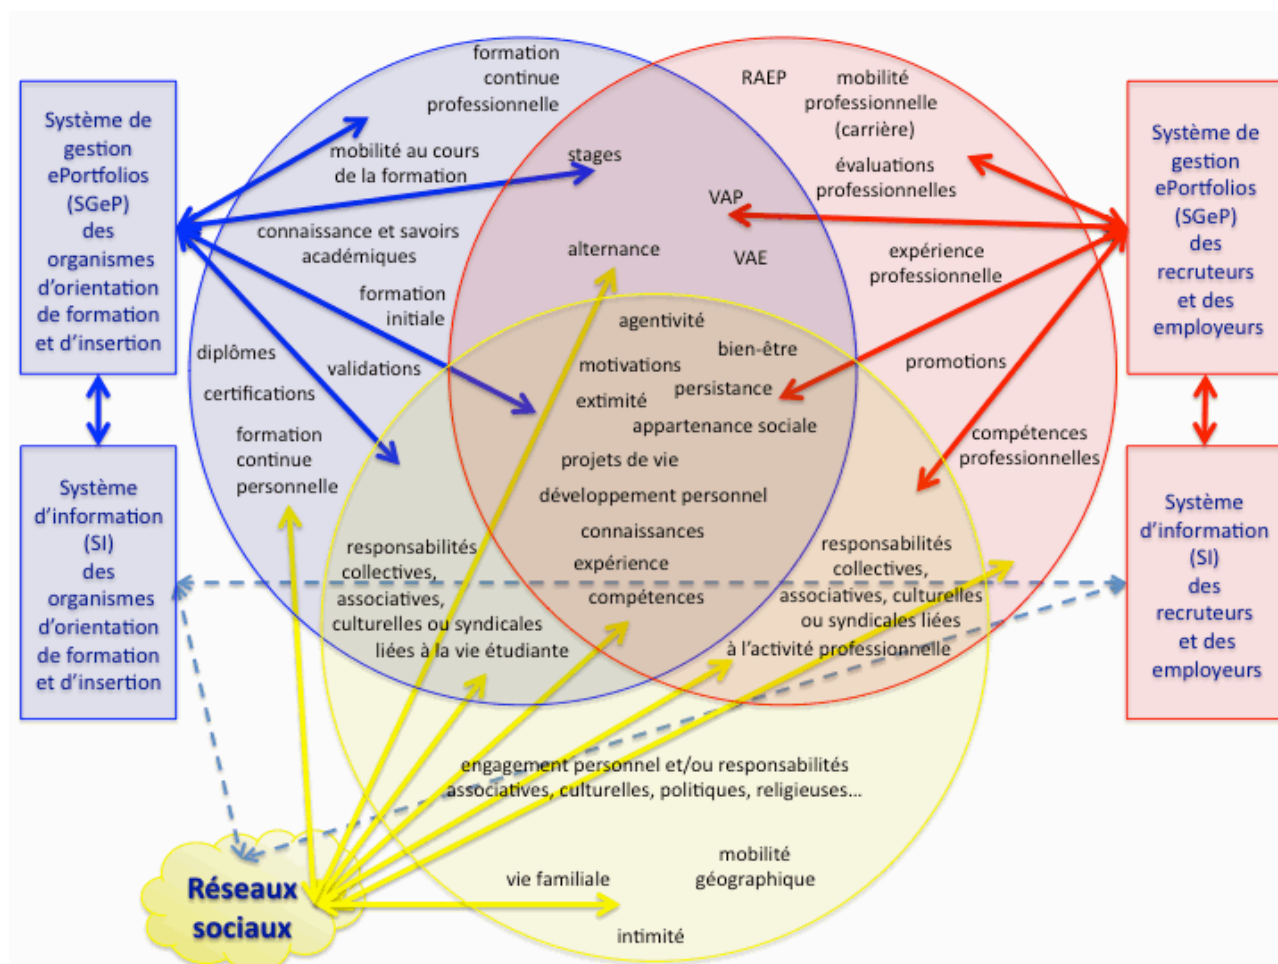 formation
continue
professionnelle
RAEP
mobilité
professionnelle
(carrière)
Système de
gestion
ePortfolios
(SGeP)
des
organismes
d'orientation
de formation
et d'insertion
Système de
gestion
ePortfolios
(SGeP)
des
recruteurs
et des
employeurs
mobilité au cours
de la formation
stages
évaluations
professionnelles
VAP
connaissance et savoirs
académiques
alternance
VAE
expérience
professionnelle
formation
initiale
agentivité
bien-être
diplômes
validations
motivations
promotions
certifications
extimité
persistance
appartenance sociale
formation
continue
personnelle
compétences
professionnelles
projets de vie
développement personnel
Système
d'information
(SI)
des
organismes
d'orientation
de formation
et d'insertion
Système
d'information
(SI)
des
recruteurs
et des
employeurs
connaissances
expérience
compétences
responsabilités
collectives,
associatives,
culturelles ou syndicales
liées à la vie étudiante
responsabilités
collectives,
associatives, culturelles
ou syndicales liées
à l'activité professionnelle
engagement personnel et/ou responsabilités
associatives, culturelles, politiques, religieuses...
mobilité
géographique
vie familiale
intimité
Réseaux
sociaux